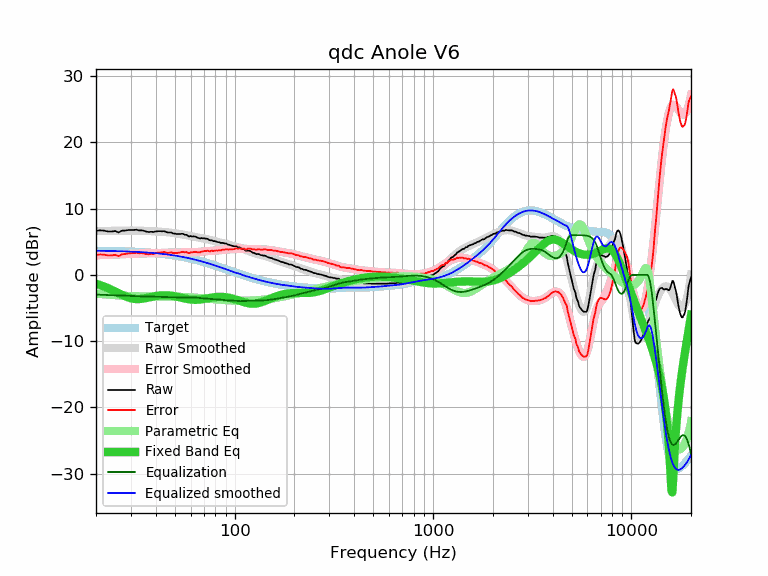 qdc Anole V6
Amplitude (dBr)
30
20
10
0
−10
−20
−30
Target
Raw Smoothed
Error Smoothed
Raw
Error
Parametric Eq
Fixed Band Eq
Equalization
Equalized smoothed
100
1000
10000
Frequency (Hz)